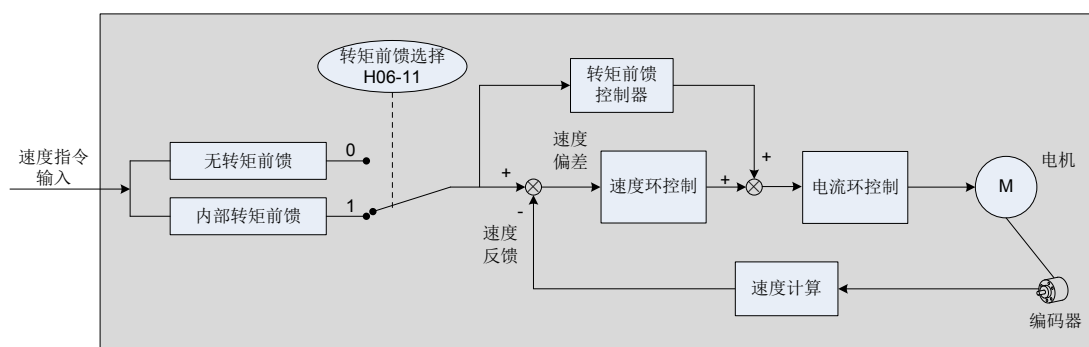 转矩前馈选择
H06-11
转矩前馈
控制器
速度指令
输入
无转矩前馈
0
内部转矩前馈
1
速度
偏差
+
-
速度环控制
+
+
电流环控制
电机
M
速度
反馈
速度计算
编码器